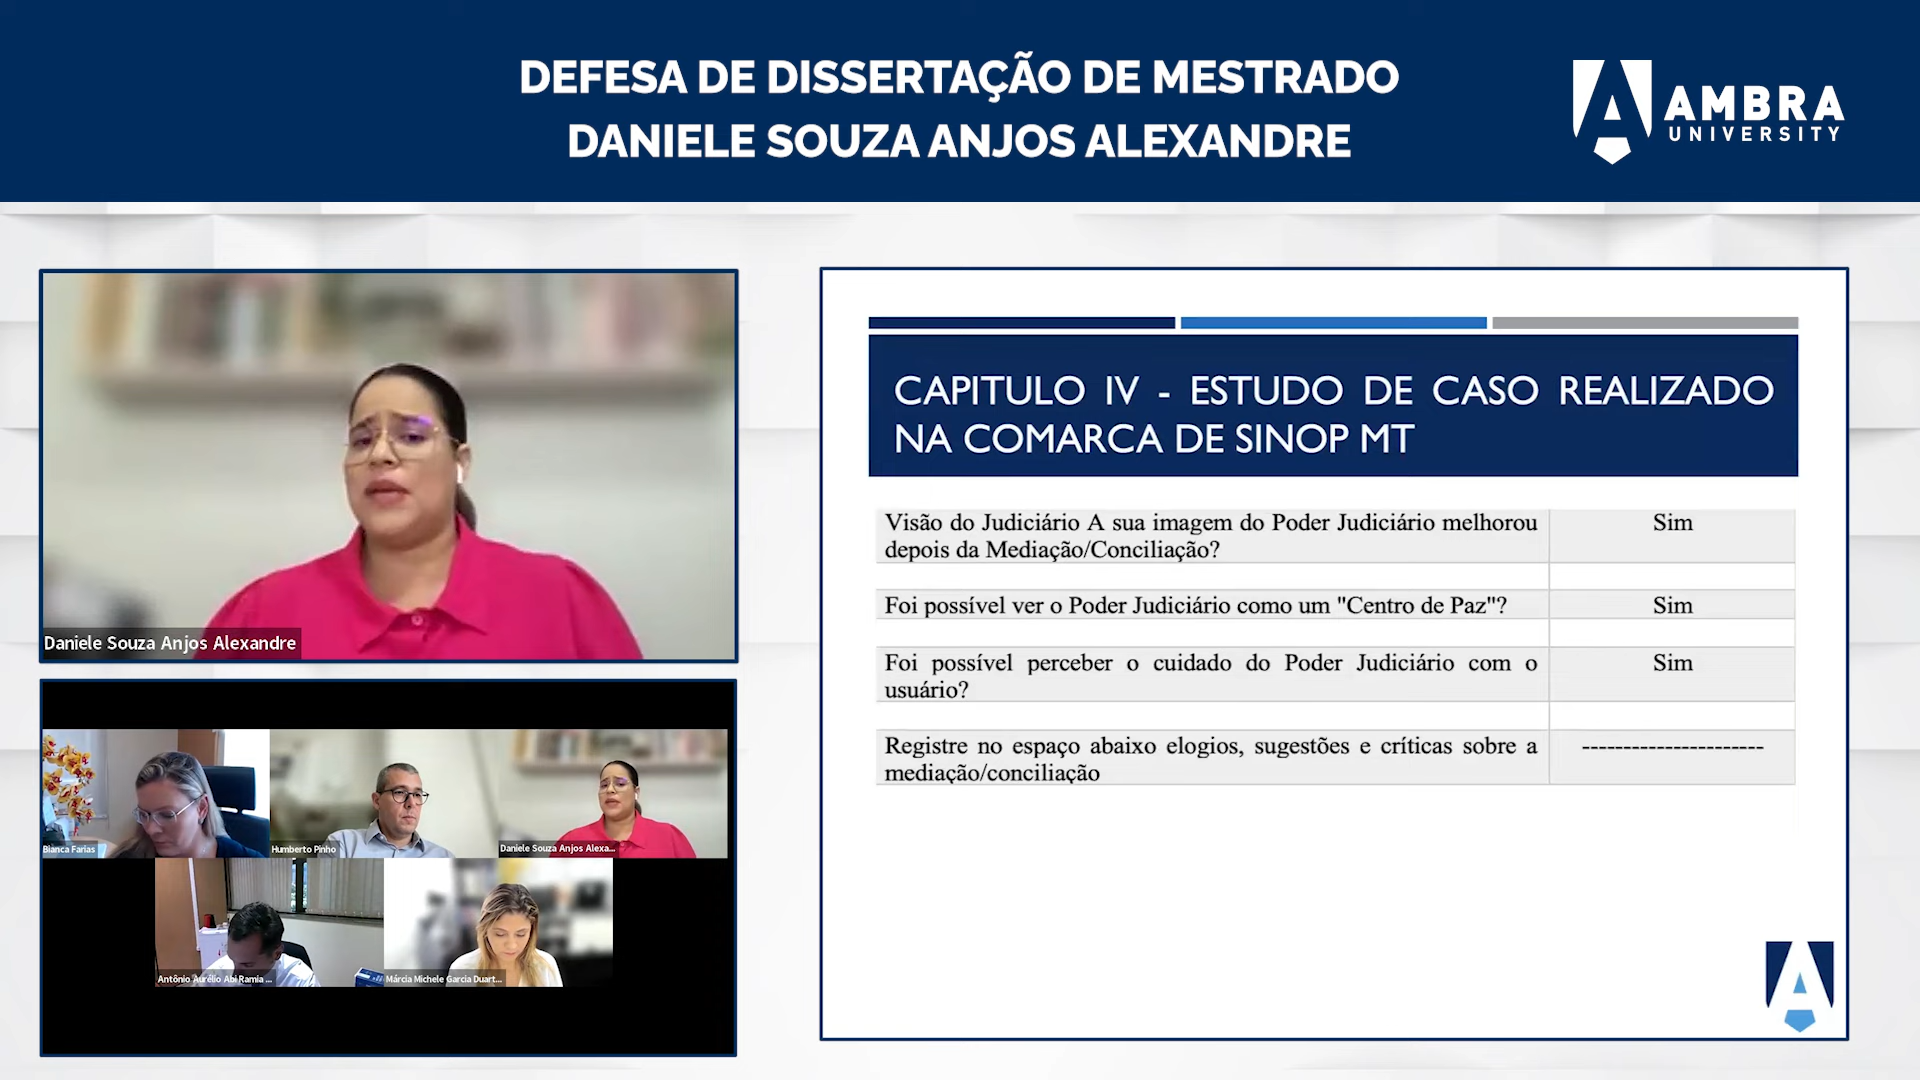 DEFESA DE DISSERTAÇÃO DE MESTRADO
DANIELE SOUZA ANJOS ALEXANDRE
AMBRA
UNIVERSITY
Daniele Souza Anjos Alexandre
Bianca Farias
Humberto Pinho
Daniele Souza Anjos Alexa...
Antônio Aurélio Abi Ramia ...
Márcia Michele Garcia Duart...
CAPITULO IV - ESTUDO DE CASO REALIZADO
NA COMARCA DE SINOP MT
Visão do Judiciário A sua imagem do Poder Judiciário melhorou Sim
depois da Mediação/Conciliação?
Foi possível ver o Poder Judiciário como um "Centro de Paz"? Sim
Foi possível perceber o cuidado do Poder Judiciário com o Sim
usuário?
Registre no espaço abaixo elogios, sugestões e críticas sobre a ----------------------
mediação/conciliação